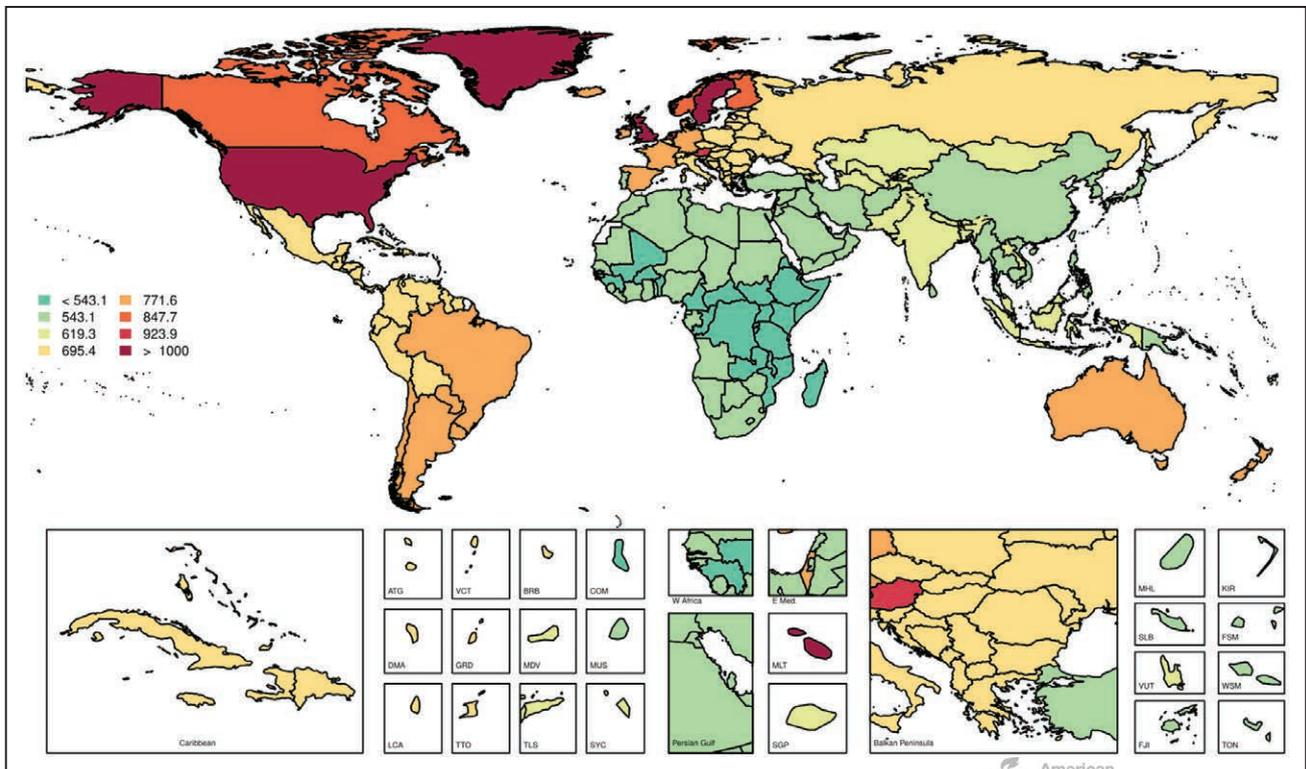 < 543.1 771.6
543.1 847.7
619.3 923.9
695.4 > 1000
ATG VCT BRB COM
W Africa E Med.
MHL KIR
DMA GRD MDV MUS
MLT
SLB FSM
LCA TTO TLS SYC
SGP
VUT WSM
Caribbean
Persian Gulf
Balkan Peninsula
FJI TON
American